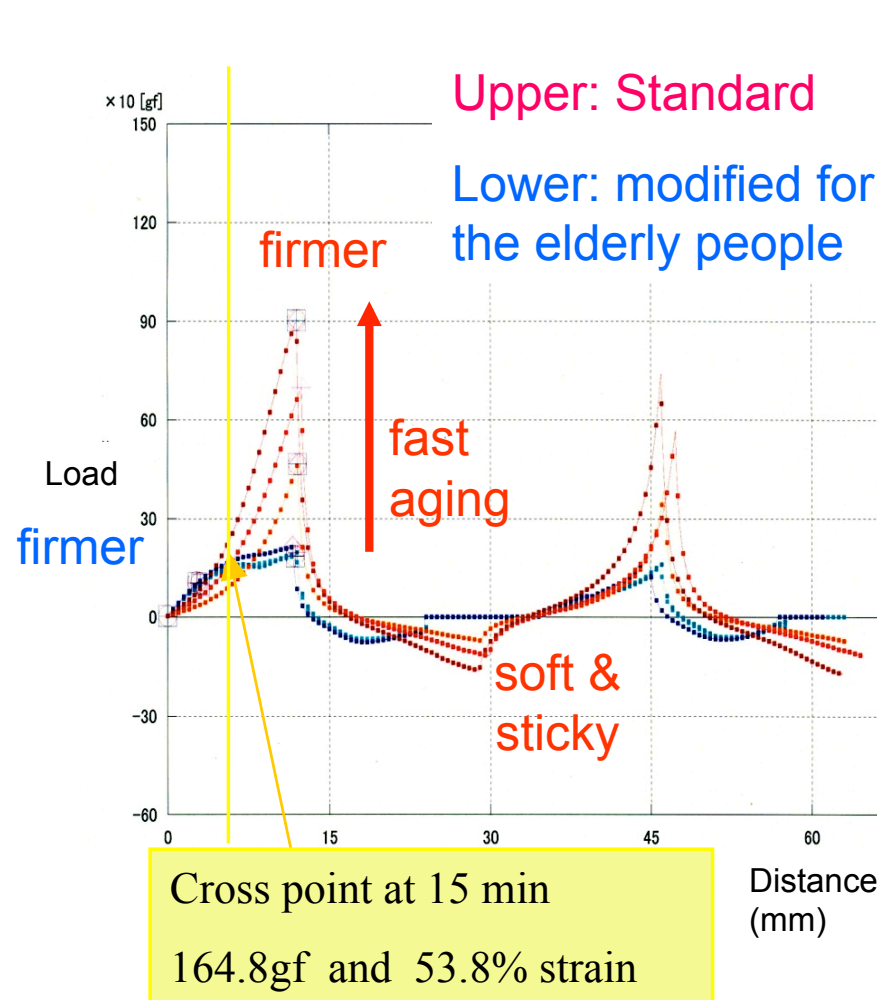 Upper: Standard
Lower: modified for
the elderly people
×10 [gf]
150
120
90
60
30
0
-30
-60
0
15
30
45
60
firmer
fast
aging
Load
firmer
soft &
sticky
Distance
(mm)
Cross point at 15 min
164.8gf and 53.8% strain